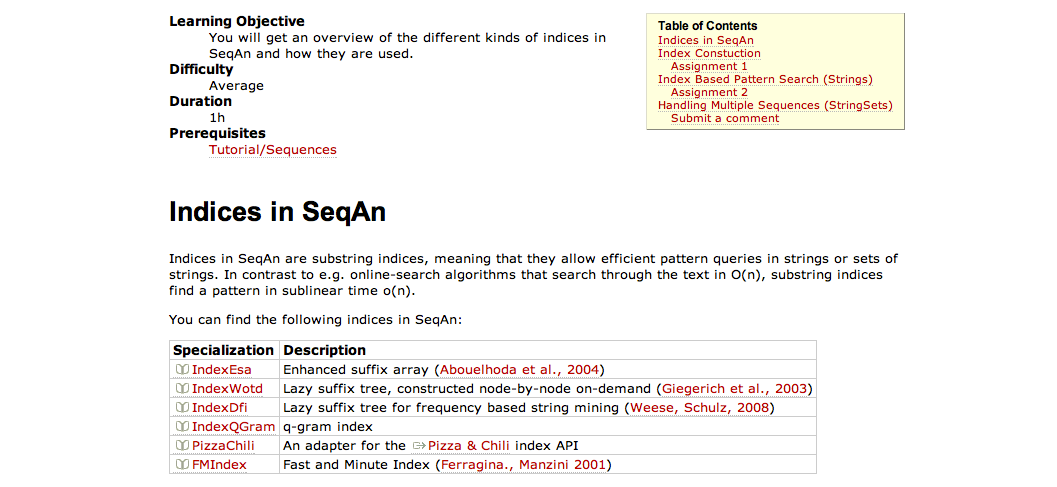 Learning Objective
You will get an overview of the different kinds of indices in
SeqAn and how they are used.
Difficulty
Average
Duration
1h
Prerequisites
Tutorial/Sequences
Table of Contents
Indices in SeqAn
Index Constuction
Assignment 1
Index Based Pattern Search (Strings)
Assignment 2
Handling Multiple Sequences (StringSets)
Submit a comment
Indices in SeqAn
Indices in SeqAn are substring indices, meaning that they allow efficient pattern queries in strings or sets of
strings. In contrast to e.g. online-search algorithms that search through the text in O(n), substring indices
find a pattern in sublinear time o(n).
You can find the following indices in SeqAn:
Specialization Description
IndexEsa Enhanced suffix array (Abouelhoda et al., 2004)
IndexWotd Lazy suffix tree, constructed node-by-node on-demand (Giegerich et al., 2003)
IndexDfi Lazy suffix tree for frequency based string mining (Weese, Schulz, 2008)
IndexQGram q-gram index
PizzaChili An adapter for the Pizza & Chili index API
FMIndex Fast and Minute Index (Ferragina., Manzini 2001)